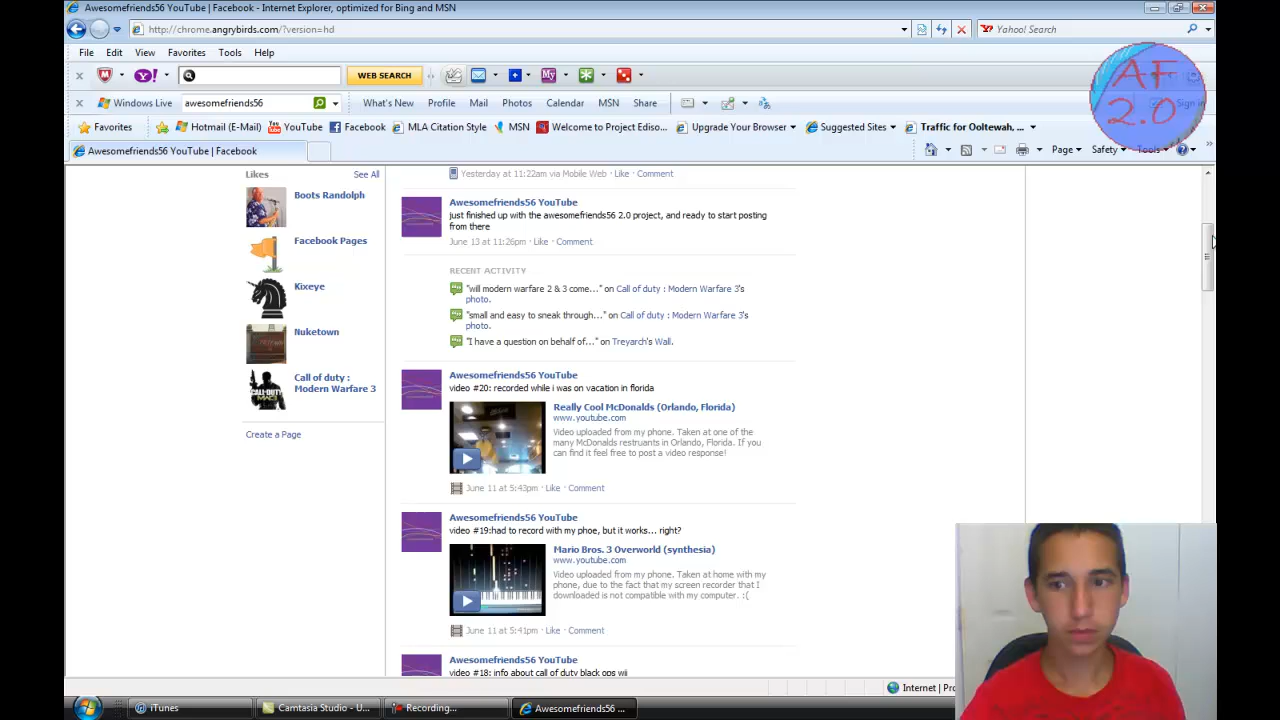 Awesomefriends56 YouTube | Facebook - Internet Explorer, optimized for Bing and MSN
http://chrome.angrybirds.com/?version=hd
Yahoo! Search
File Edit View Favorites Tools Help
WEB SEARCH
Windows Live awesomefriends56 What's New Profile Mail Photos Calendar MSN Share
AF
2.0
Favorites Hotmail (E-Mail) YouTube Facebook MLA Citation Style MSN Welcome to Project Ediso... Upgrade Your Browser Suggested Sites Traffic for Ooltewah, ...
Awesomefriends56 YouTube | Facebook
Page Safety Tools
Likes See All
Boots Randolph
Facebook Pages
Kixeye
Nuketown
Call of duty :
Modern Warfare 3
Create a Page
Yesterday at 11:22am via Mobile Web · Like · Comment
Awesomefriends56 YouTube
just finished up with the awesomefriends56 2.0 project, and ready to start posting
from there
June 13 at 11:26pm · Like · Comment
RECENT ACTIVITY
"will modern warfare 2 & 3 come..." on Call of duty : Modern Warfare 3's
photo.
"small and easy to sneak through..." on Call of duty : Modern Warfare 3's
photo.
"I have a question on behalf of..." on Treyarch's Wall.
Awesomefriends56 YouTube
video #20: recorded while i was on vacation in florida
Really Cool McDonalds (Orlando, Florida)
www.youtube.com
Video uploaded from my phone. Taken at one of the
many McDonalds restruants in Orlando, Florida. If you
can find it feel free to post a video response!
June 11 at 5:43pm · Like · Comment
Awesomefriends56 YouTube
video #19:had to record with my phoe, but it works... right?
Mario Bros. 3 Overworld (synthesia)
www.youtube.com
Video uploaded from my phone. Taken at home with my
phone, due to the fact that my screen recorder that I
downloaded is not compatible with my computer. :(
June 11 at 5:41pm · Like · Comment
Awesomefriends56 YouTube
video #18: info about call of duty black ops wii
Internet | Pro
iTunes Camtasia Studio - U... Recording... Awesomefriends56 ...